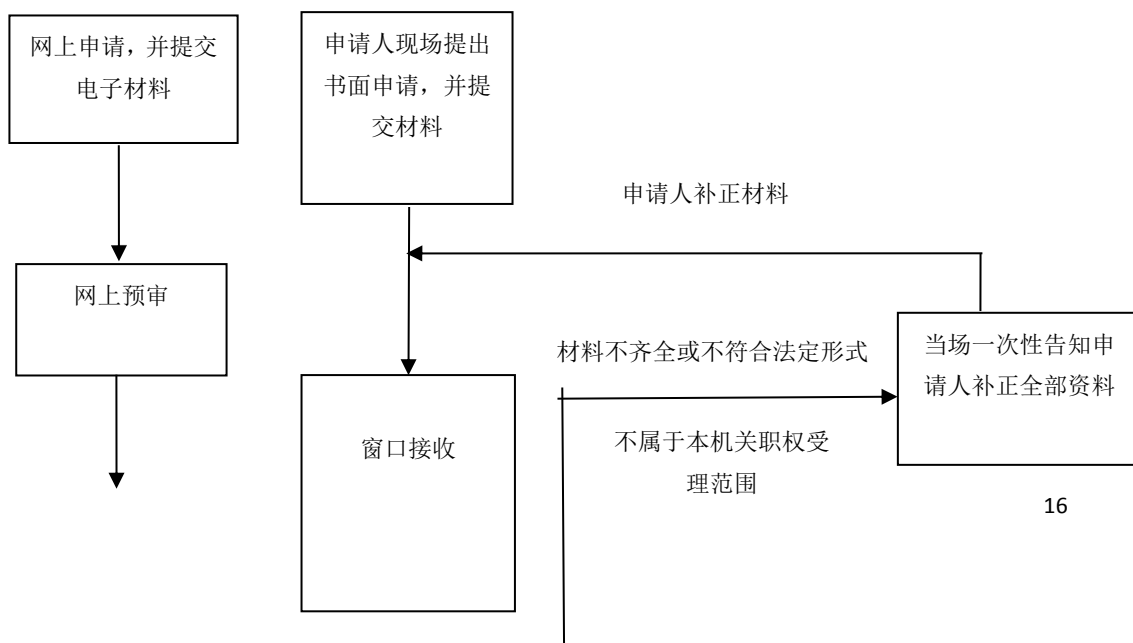 网上申请，并提交
电子材料
申请人现场提出
书面申请，并提
交材料
申请人补正材料
网上预审
材料不齐全或不符合法定形式
当场一次性告知申
请人补正全部资料
窗口接收
不属于本机关职权受
理范围
16